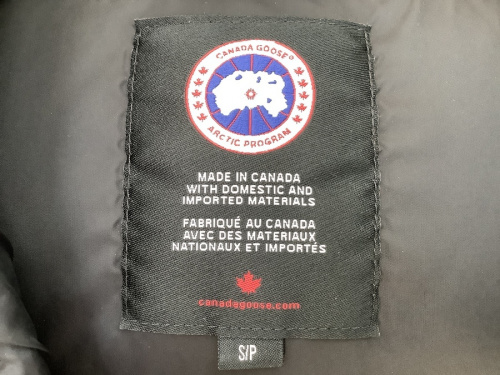 CANADA GOOSE®
ARCTIC PROGRAM
MADE IN CANADA
WITH DOMESTIC AND
IMPORTED MATERIALS
FABRIQUÉ AU CANADA
AVEC DES MATERIAUX
NATIONAUX ET IMPORTÉS
canadagoose.com
S/P